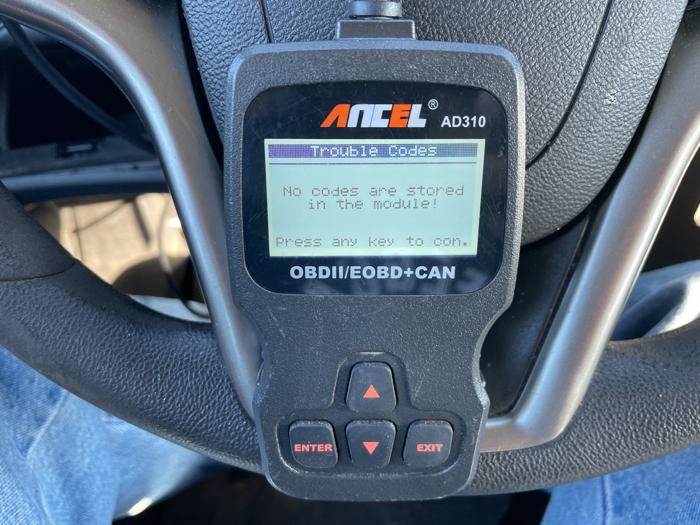 ANCEL® AD310
Trouble Codes
No codes are stored
in the module!
Press any key to con.
OBDII/EOBD+CAN
▲
ENTER ▼ EXIT